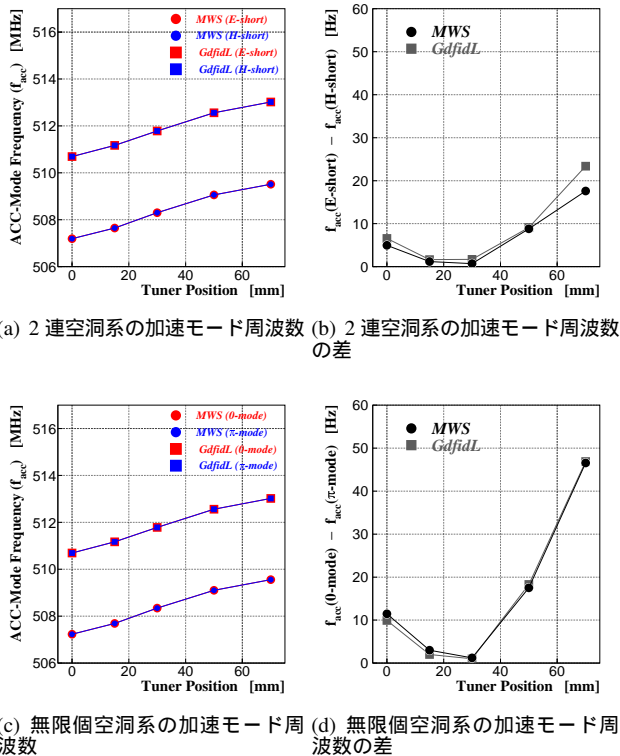 ACC-Mode Frequency (f_acc) [MHz]
516
514
512
510
508
506
MWS (E-short)
MWS (H-short)
GdfidL (E-short)
GdfidL (H-short)
0 20 40 60
Tuner Position [mm]
f_acc(E-short) − f_acc(H-short) [Hz]
60
50
40
30
20
10
0
MWS
GdfidL
0 20 40 60
Tuner Position [mm]
(a) 2 連空洞系の加速モード周波数
(b) 2 連空洞系の加速モード周波数
の差
ACC-Mode Frequency (f_acc) [MHz]
516
514
512
510
508
506
MWS (0-mode)
MWS (π-mode)
GdfidL (0-mode)
GdfidL (π-mode)
0 20 40 60
Tuner Position [mm]
f_acc(0-mode) − f_acc(π-mode) [Hz]
60
50
40
30
20
10
0
MWS
GdfidL
0 20 40 60
Tuner Position [mm]
(c) 無限個空洞系の加速モード周
波数
(d) 無限個空洞系の加速モード周
波数の差